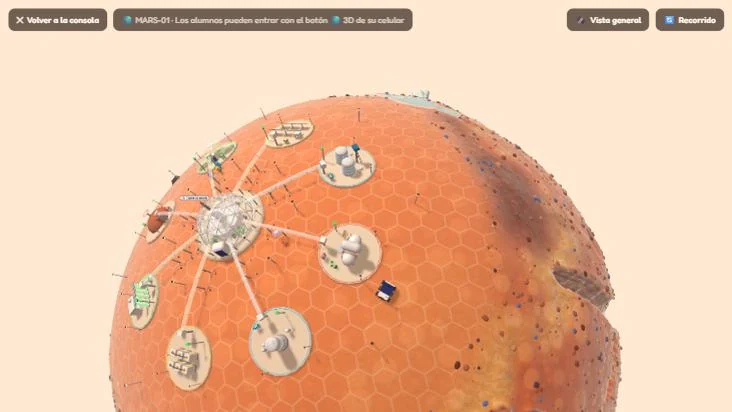 ✕ Volver a la consola
MARS-01 · Los alumnos pueden entrar con el botón 3D de su celular
Vista general
Recorrido